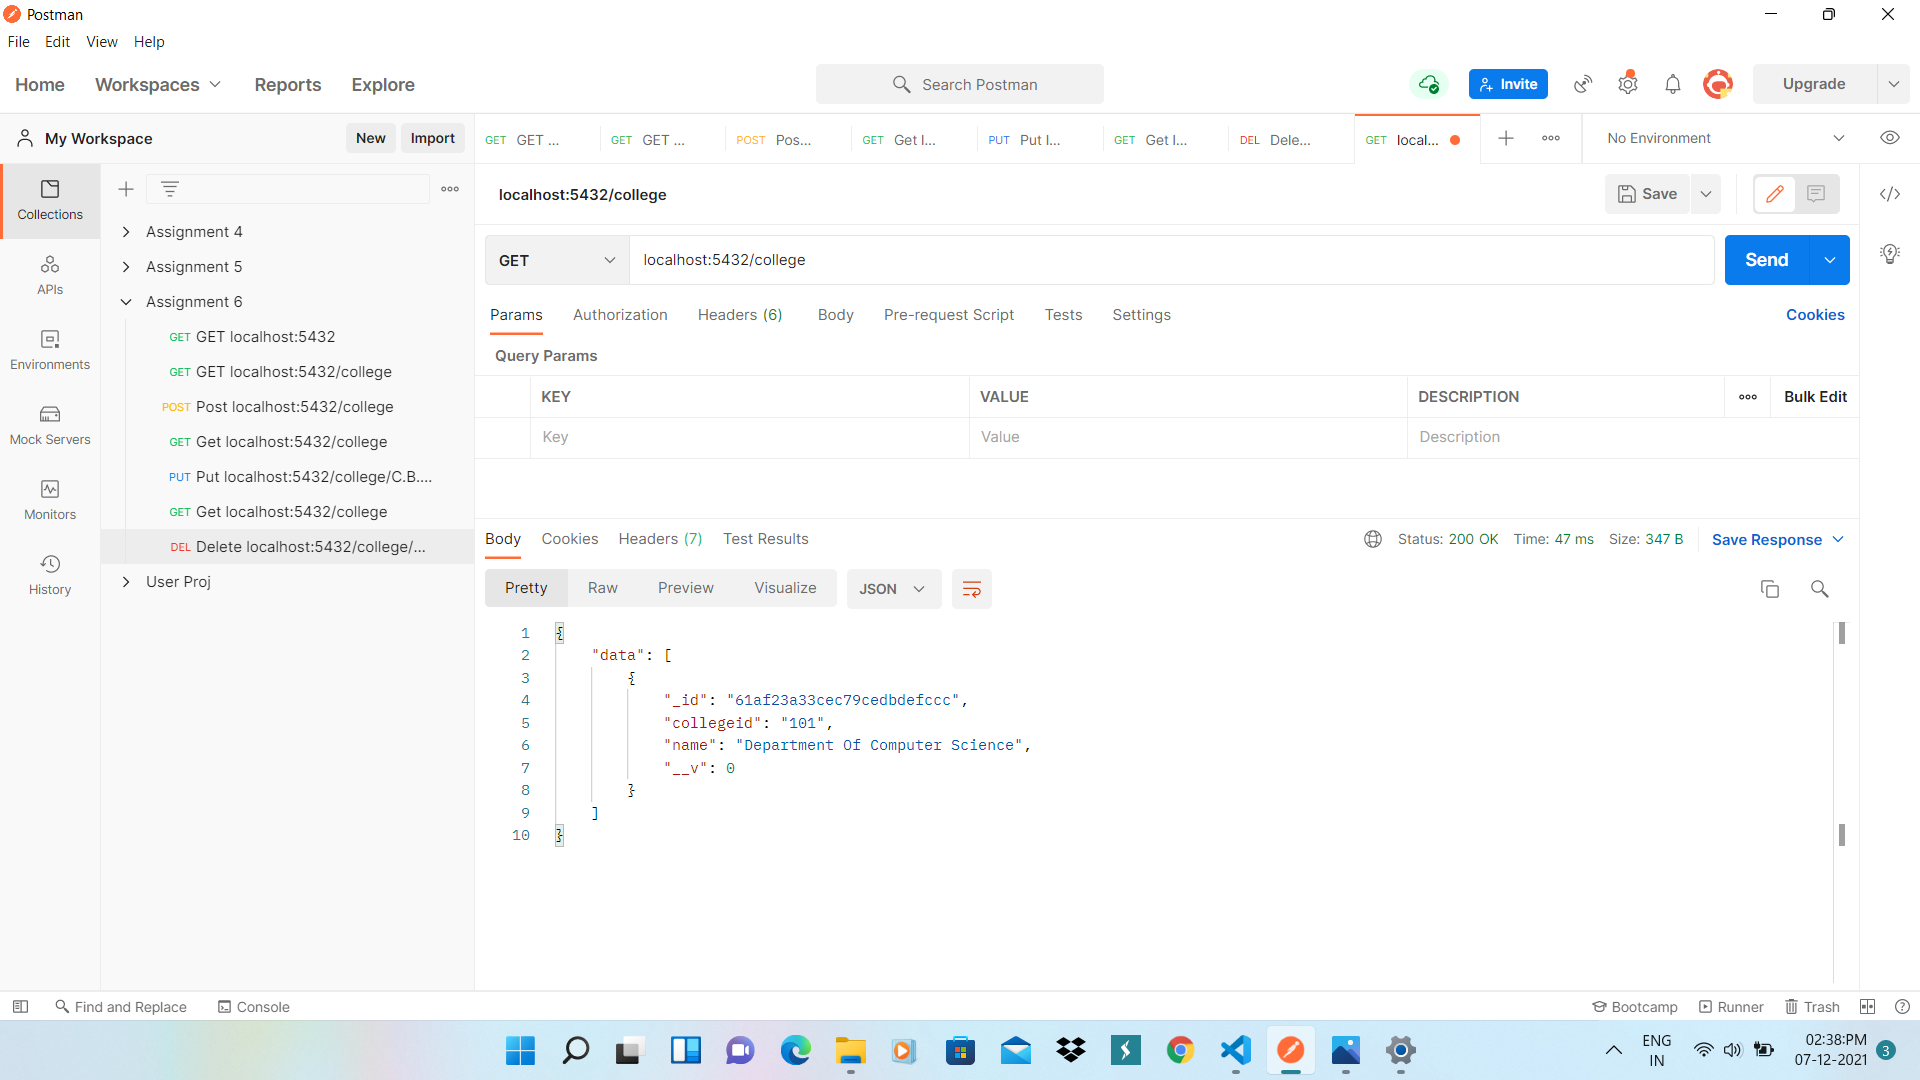 Postman
File Edit View Help
Home Workspaces Reports Explore
Search Postman
Invite
Upgrade
My Workspace
New Import
GET GET ...
GET GET ...
POST Pos...
GET Get l...
PUT Put l...
GET Get l...
DEL Dele...
GET local...
No Environment
Collections
APIs
Environments
Mock Servers
Monitors
History
Assignment 4
Assignment 5
Assignment 6
GET GET localhost:5432
GET GET localhost:5432/college
POST Post localhost:5432/college
GET Get localhost:5432/college
PUT Put localhost:5432/college/C.B....
GET Get localhost:5432/college
DEL Delete localhost:5432/college/...
User Proj
localhost:5432/college
Save
GET localhost:5432/college
Send
Params Authorization Headers (6) Body Pre-request Script Tests Settings
Cookies
Query Params
KEY VALUE DESCRIPTION
Bulk Edit
Key Value Description
Body Cookies Headers (7) Test Results
Status: 200 OK Time: 47 ms Size: 347 B
Save Response
Pretty Raw Preview Visualize
JSON
1 {
2 "data": [
3 {
4 "_id": "61af23a33cec79cedbdefccc",
5 "collegeid": "101",
6 "name": "Department Of Computer Science",
7 "__v": 0
8 }
9 ]
10 }
Find and Replace Console
Bootcamp Runner Trash
ENG
IN
02:38:PM
07-12-2021
3